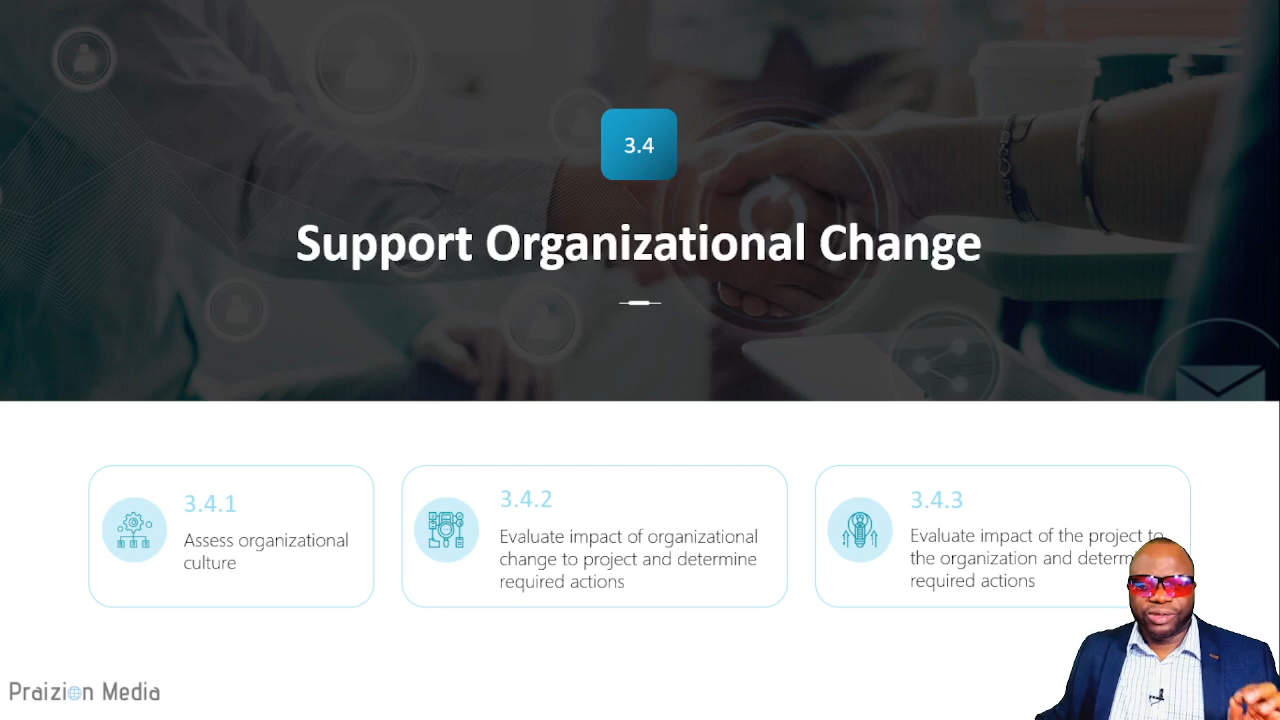 3.4
Support Organizational Change
3.4.1
Assess organizational
culture
3.4.2
Evaluate impact of organizational
change to project and determine
required actions
3.4.3
Evaluate impact of the project to
the organization and determ
required actions
Praizion Media